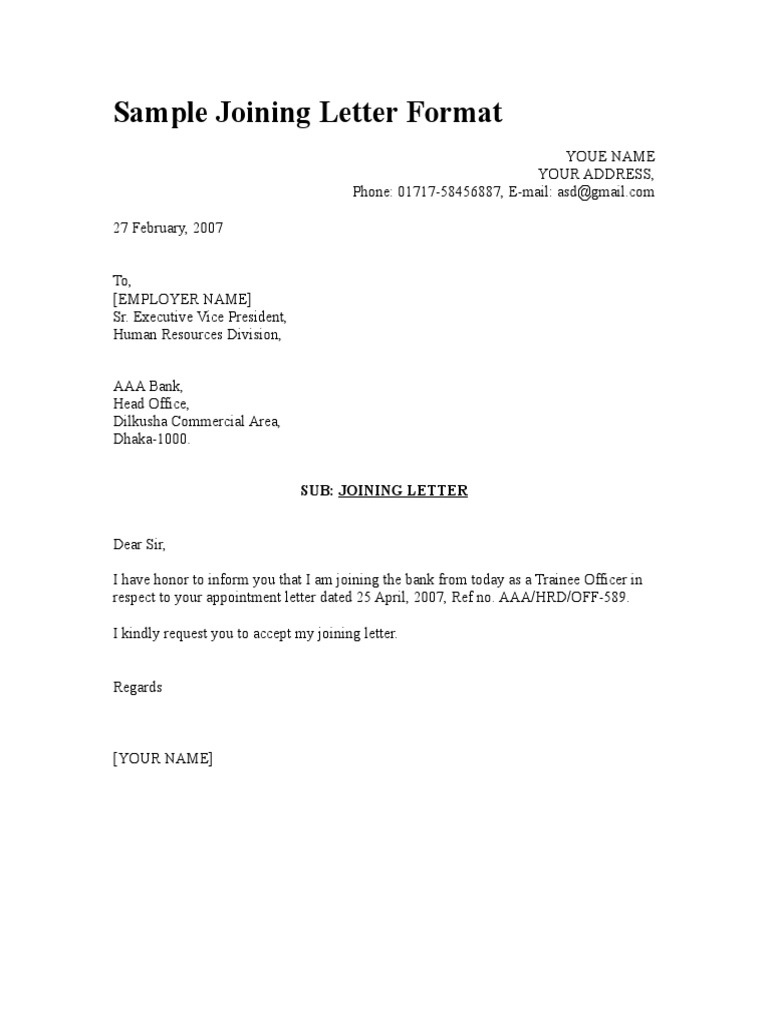 Sample Joining Letter Format
YOUE NAME
YOUR ADDRESS,
Phone: 01717-58456887, E-mail: asd@gmail.com
27 February, 2007
To,
[EMPLOYER NAME]
Sr. Executive Vice President,
Human Resources Division,
AAA Bank,
Head Office,
Dilkusha Commercial Area,
Dhaka-1000.
SUB: JOINING LETTER
Dear Sir,
I have honor to inform you that I am joining the bank from today as a Trainee Officer in
respect to your appointment letter dated 25 April, 2007, Ref no. AAA/HRD/OFF-589.
I kindly request you to accept my joining letter.
Regards
[YOUR NAME]